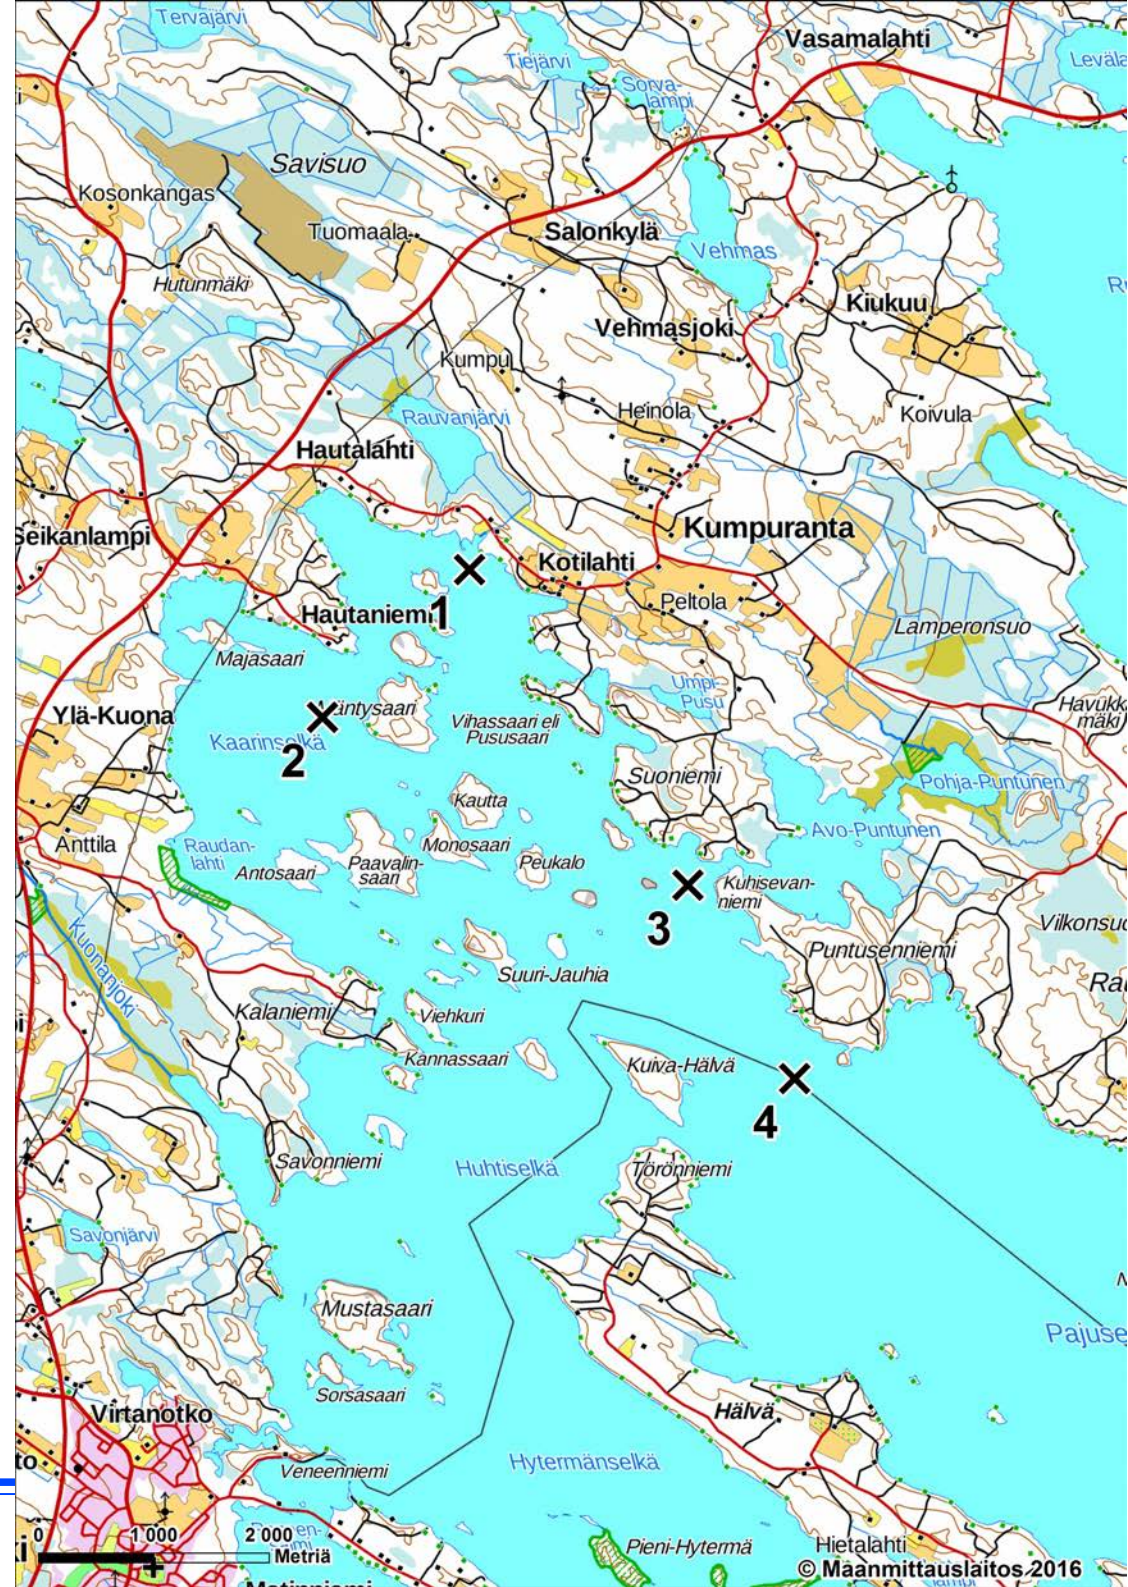 Tervajärvi
Vasamalahti
Tiejärvi
Sorva-
lampi
Savisuo
Kosonkangas
Tuomaala
Salonkylä
Vehmas
Hutunmäki
Kiukuu
Vehmasjoki
Kumpu
Rauvanjärvi
Heinola
Koivula
Hautalahti
Seikanlampi
Kumpuranta
Kotilahti
Peltola
Hautaniemi
1
Lamperonsuo
Majasaari
Umpi-
Pusu
Ylä-Kuona
Mäntysaari
Vihassaari eli
Pususaari
Kaarinselkä
2
Suoniemi
Pohja-Puntunen
Kautta
Anttila
Raudan-
lahti
Antosaari
Paavalin-
saari
Monosaari
Peukalo
Avo-Puntunen
Kuhisevan-
niemi
3
Kuonanjoki
Puntusenniemi
Suuri-Jauhia
Kalaniemi
Viehkuri
Kannassaari
Kuiva-Hälvä
4
Savonniemi
Huhtiselkä
Törönniemi
Savonjärvi
Mustasaari
Sorsasaari
Virtanotko
Hälvä
Veneenniemi
Hytermänselkä
0 1 000 2 000
Metriä
Pieni-Hytermä
Hietalahti
© Maanmittauslaitos 2016